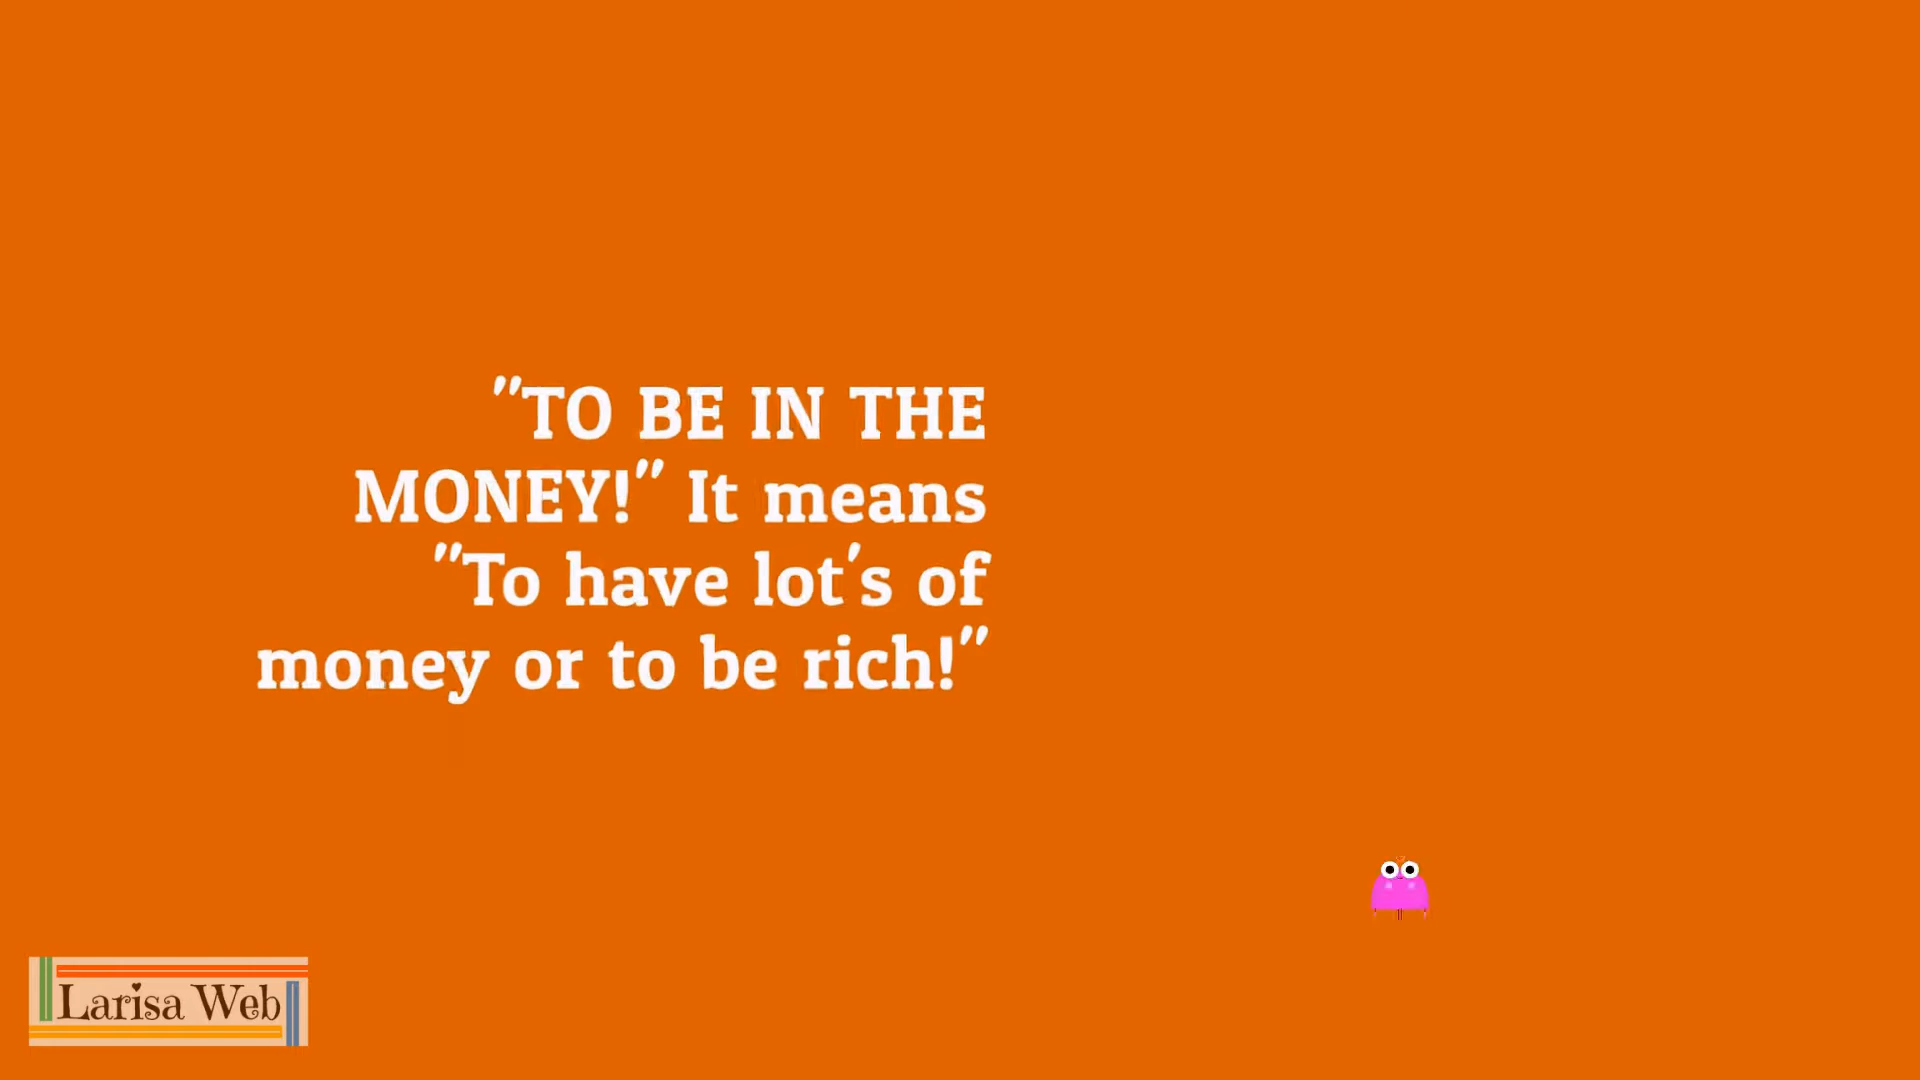 "TO BE IN THE
MONEY!" It means
"To have lot's of
money or to be rich!"
Larisa Web